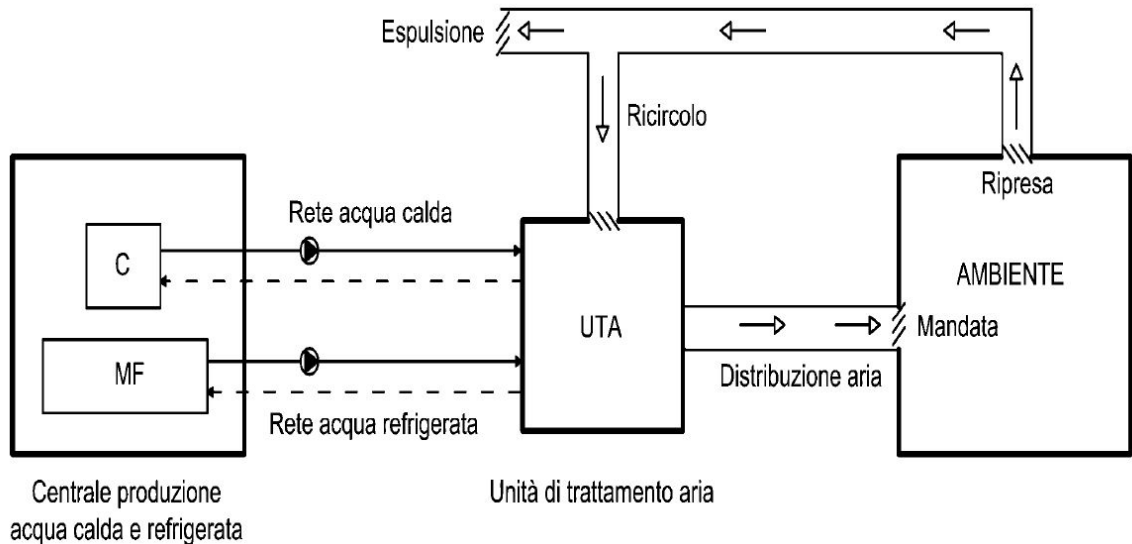 Espulsione
Ricircolo
Ripresa
Rete acqua calda
C
AMBIENTE
UTA
Mandata
MF
Distribuzione aria
Rete acqua refrigerata
Centrale produzione
acqua calda e refrigerata
Unità di trattamento aria